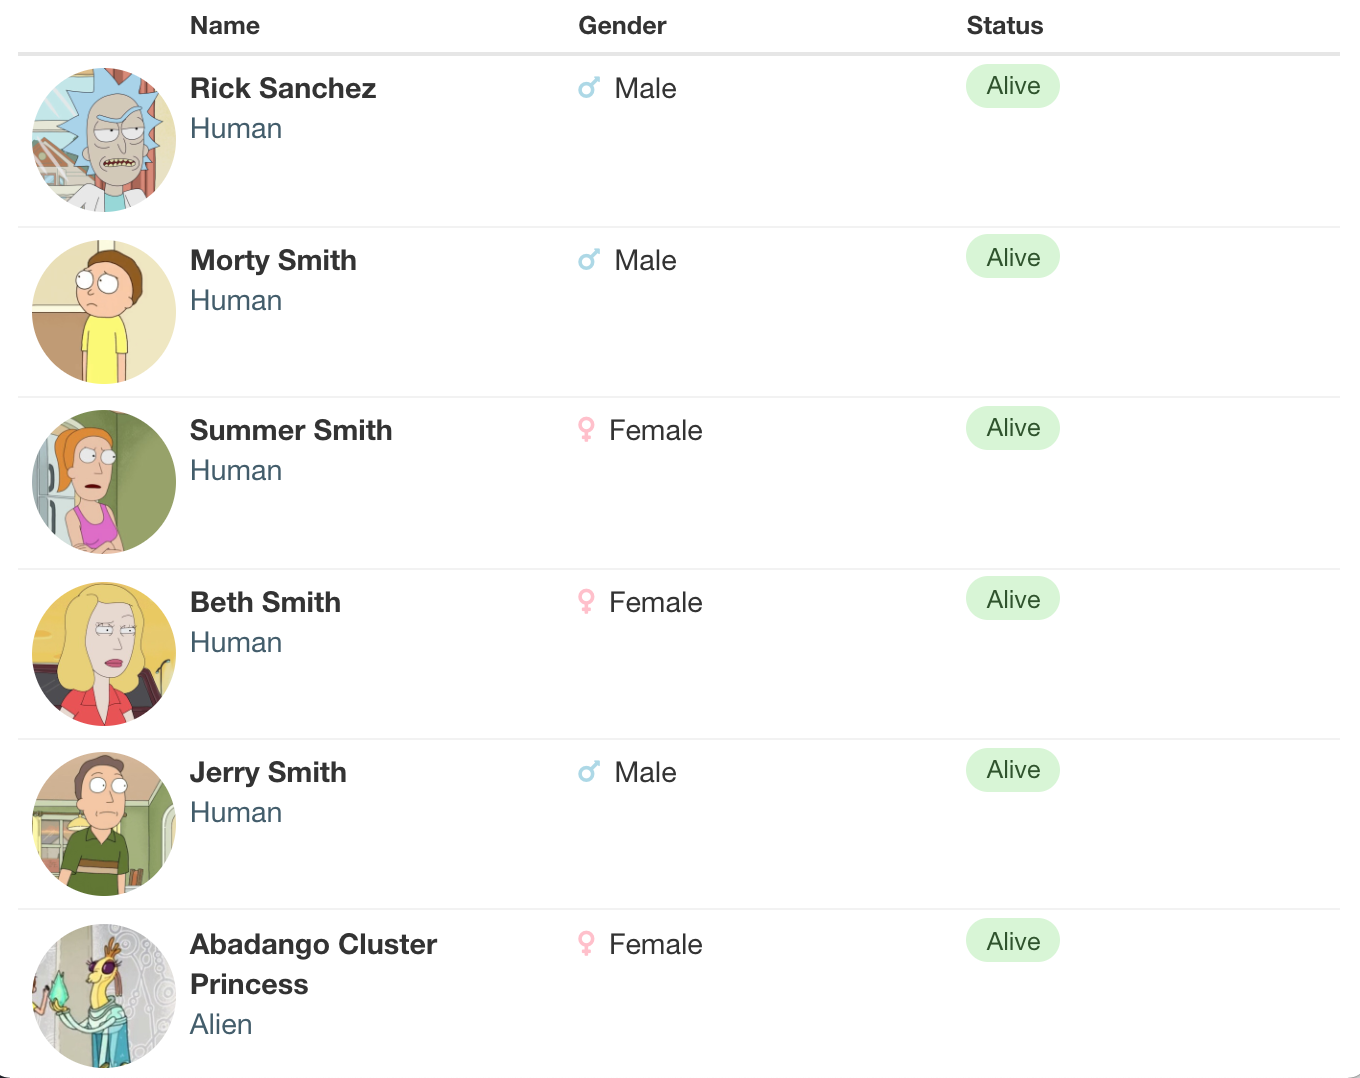 Name Gender Status
Rick Sanchez Male Alive
Human
Morty Smith Male Alive
Human
Summer Smith Female Alive
Human
Beth Smith Female Alive
Human
Jerry Smith Male Alive
Human
Abadango Cluster Female Alive
Princess
Alien